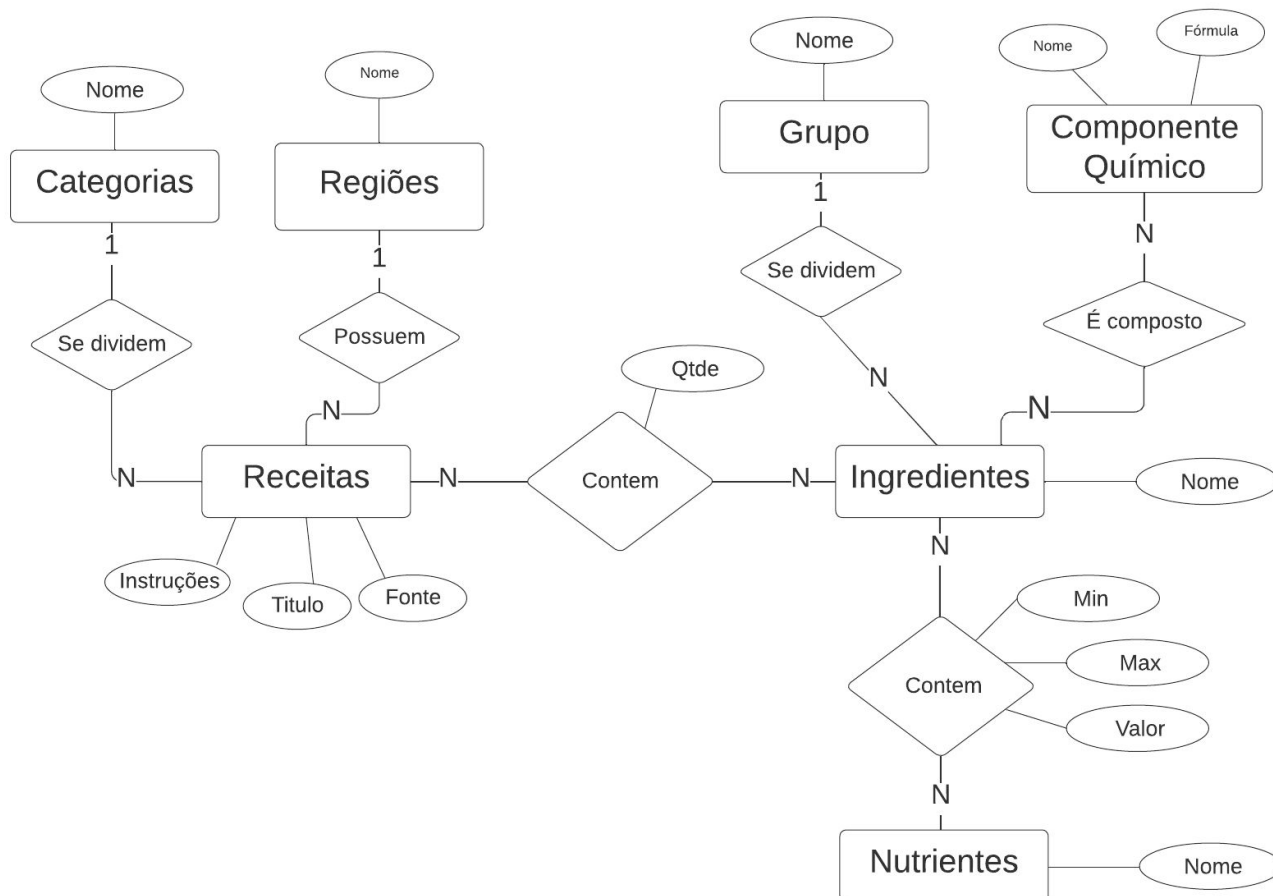 Nome
Fórmula
Nome
Nome
Nome
Nome
Grupo
Componente
Químico
Categorias
Regiões
1
1
1
N
Se dividem
Possuem
Se dividem
É composto
Qtde
N
N
N
N
Receitas
N
Contem
N
Ingredientes
Nome
Instruções
Titulo
Fonte
N
Min
Max
Contem
Valor
N
Nutrientes
Nome